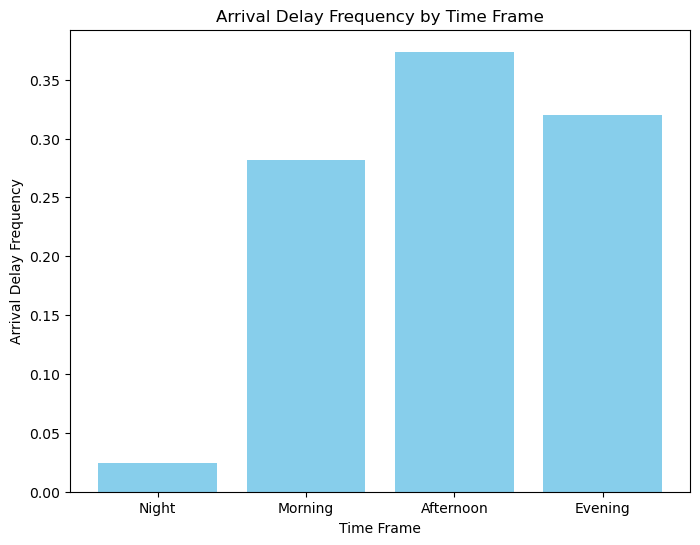 Arrival Delay Frequency by Time Frame
Arrival Delay Frequency
0.35
0.30
0.25
0.20
0.15
0.10
0.05
0.00
Night Morning Afternoon Evening
Time Frame